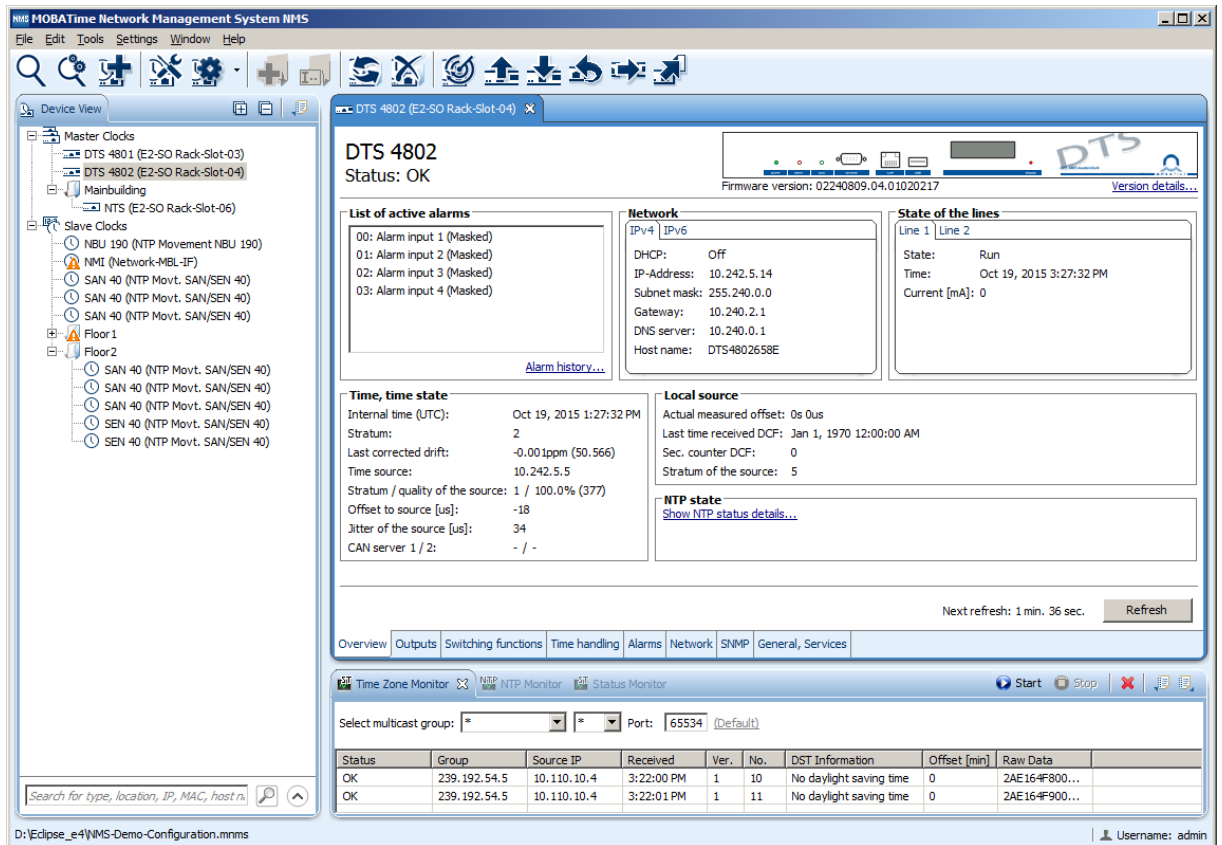 NMS MOBATime Network Management System NMS
File Edit Tools Settings Window Help
Device View
Master Clocks
DTS 4801 (E2-SO Rack-Slot-03)
DTS 4802 (E2-SO Rack-Slot-04)
Mainbuilding
NTS (E2-SO Rack-Slot-06)
Slave Clocks
NBU 190 (NTP Movement NBU 190)
NMI (Network-MBL-IF)
SAN 40 (NTP Movt. SAN/SEN 40)
SAN 40 (NTP Movt. SAN/SEN 40)
SAN 40 (NTP Movt. SAN/SEN 40)
Floor1
Floor2
SAN 40 (NTP Movt. SAN/SEN 40)
SAN 40 (NTP Movt. SAN/SEN 40)
SAN 40 (NTP Movt. SAN/SEN 40)
SEN 40 (NTP Movt. SAN/SEN 40)
SEN 40 (NTP Movt. SAN/SEN 40)
Search for type, location, IP, MAC, host n.
DTS 4802 (E2-SO Rack-Slot-04)
DTS 4802
Status: OK
DTS
Firmware version: 02240809.04.01020217
Version details...
List of active alarms
00: Alarm input 1 (Masked)
01: Alarm input 2 (Masked)
02: Alarm input 3 (Masked)
03: Alarm input 4 (Masked)
Alarm history...
Network
IPv4 IPv6
DHCP: Off
IP-Address: 10.242.5.14
Subnet mask: 255.240.0.0
Gateway: 10.240.2.1
DNS server: 10.240.0.1
Host name: DTS4802658E
State of the lines
Line 1 Line 2
State: Run
Time: Oct 19, 2015 3:27:32 PM
Current [mA]: 0
Time, time state
Internal time (UTC): Oct 19, 2015 1:27:32 PM
Stratum: 2
Last corrected drift: -0.001ppm (50.566)
Time source: 10.242.5.5
Stratum / quality of the source: 1 / 100.0% (377)
Offset to source [us]: -18
Jitter of the source [us]: 34
CAN server 1 / 2: - / -
Local source
Actual measured offset: 0s 0us
Last time received DCF: Jan 1, 1970 12:00:00 AM
Sec. counter DCF: 0
Stratum of the source: 5
NTP state
Show NTP status details...
Next refresh: 1 min. 36 sec. Refresh
Overview Outputs Switching functions Time handling Alarms Network SNMP General, Services
Time Zone Monitor NTP Monitor Status Monitor Start Stop
Select multicast group: * * Port: 65534 (Default)
Status Group Source IP Received Ver. No. DST Information Offset [min] Raw Data
OK 239.192.54.5 10.110.10.4 3:22:00 PM 1 10 No daylight saving time 0 2AE164F800...
OK 239.192.54.5 10.110.10.4 3:22:01 PM 1 11 No daylight saving time 0 2AE164F900...
D:\Eclipse_e4\NMS-Demo-Configuration.mnms
Username: admin